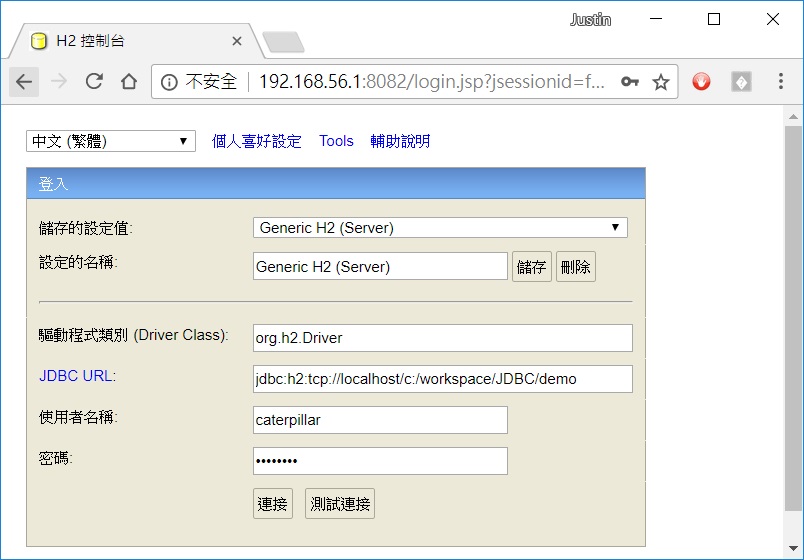 Justin
H2 控制台
不安全 192.168.56.1:8082/login.jsp?jsessionid=f...
中文 (繁體) 個人喜好設定 Tools 輔助說明
登入
儲存的設定值: Generic H2 (Server)
設定的名稱: Generic H2 (Server) 儲存 刪除
驅動程式類別 (Driver Class): org.h2.Driver
JDBC URL: jdbc:h2:tcp://localhost/c:/workspace/JDBC/demo
使用者名稱: caterpillar
密碼: ••••••••
連接 測試連接